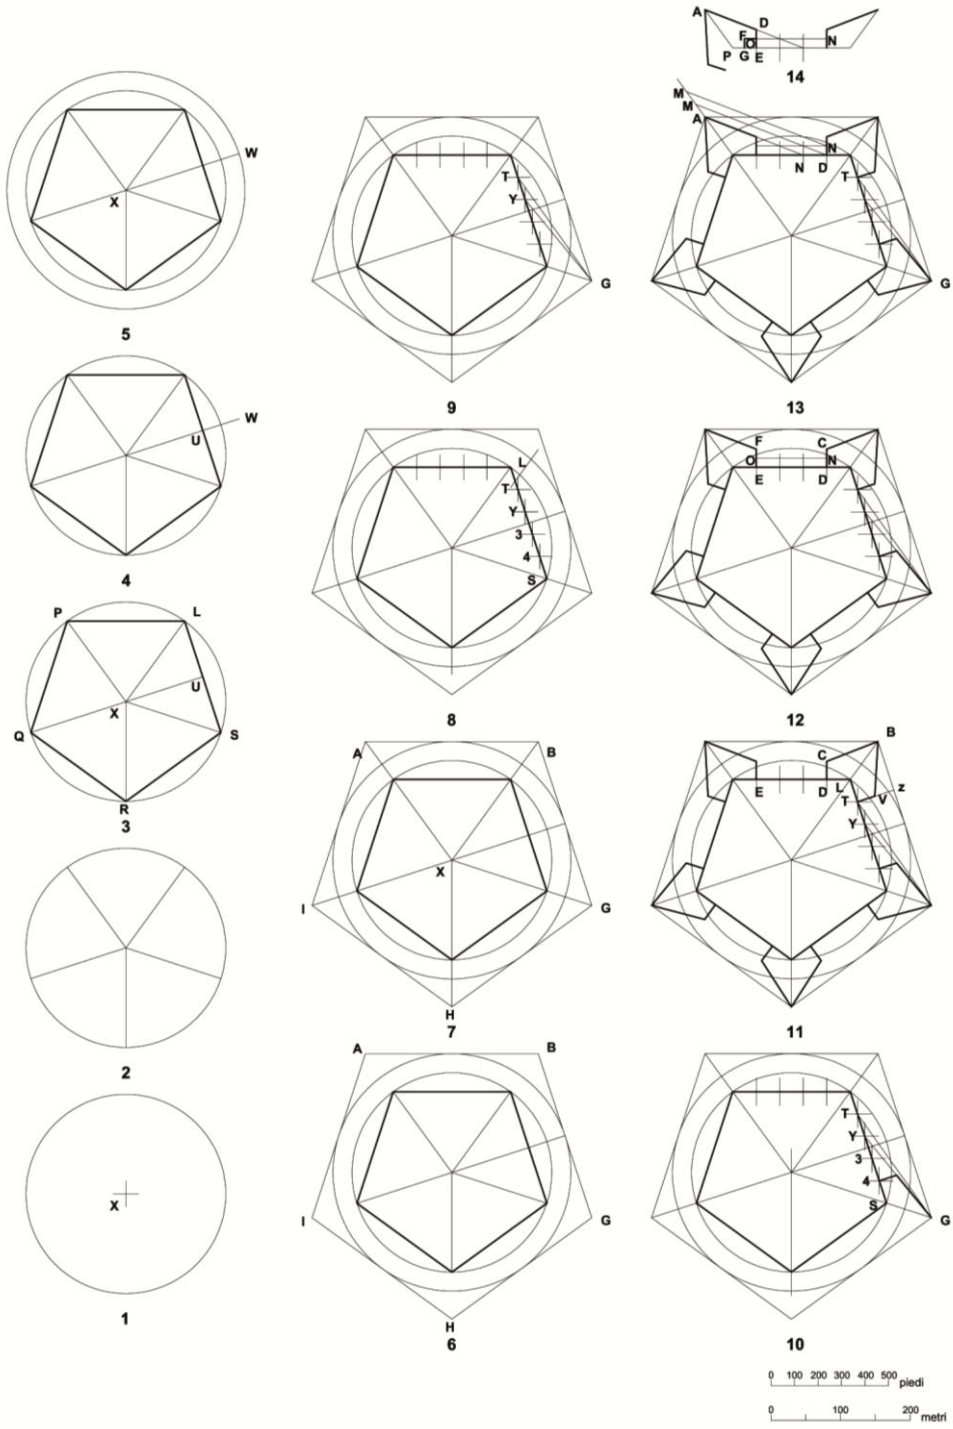 W
X
5
W
U
4
P
L
U
X
Q
S
R
3
2
X
1
T
Y
G
9
L
T
Y
3
4
S
8
A
B
X
I
G
H
7
A
B
I
G
H
6
A
D
F
O
N
P
G
E
14
M
M
A
N
N
D
T
G
13
F
C
O
N
E
D
12
B
C
E
D
L
z
T
V
Y
11
T
Y
3
4
S
G
10
0 100 200 300 400 500 piedi
0 100 200 metri